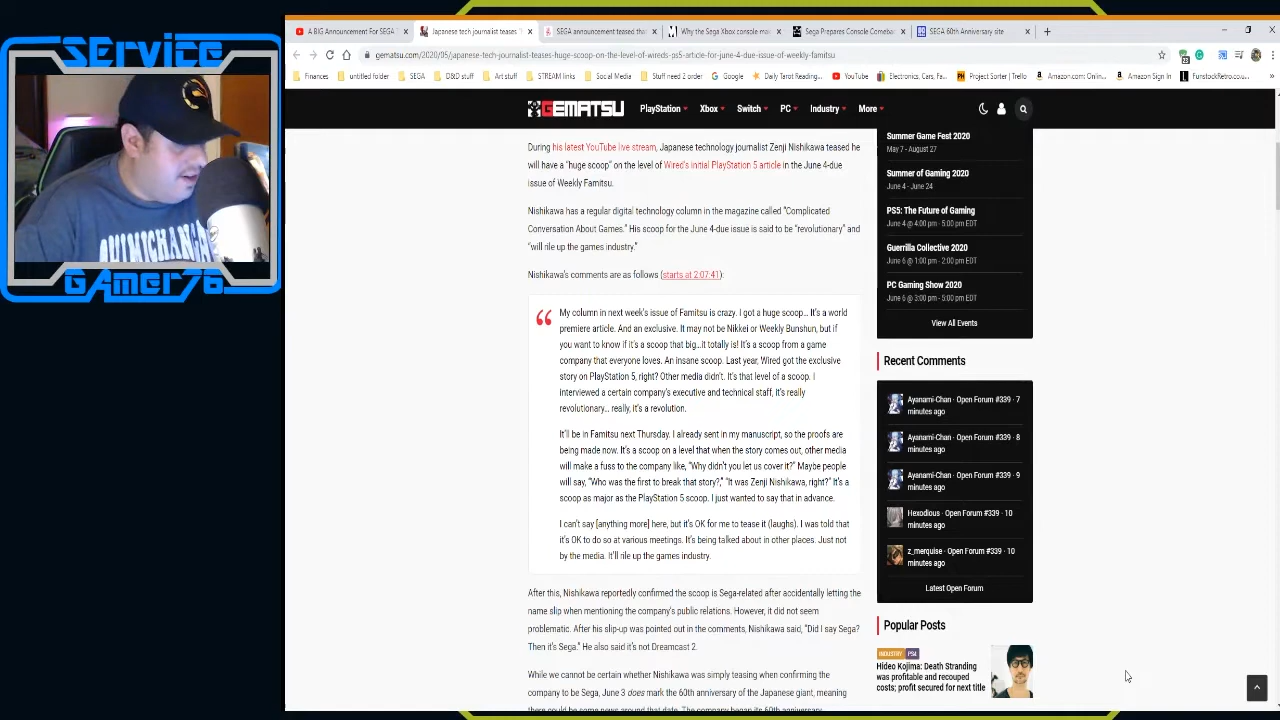 SERvice
GAmer76
QUIMICHANGA
A BIG Announcement For SEGA
Japanese tech journalist teases
SEGA announcement teased tha
Why the Sega Xbox console mo
Sega Prepares Console Comeba
SEGA 60th Anniversary site
gematsu.com/2020/05/japanese-tech-journalist-teases-huge-scoop-on-the-level-of-wireds-ps5-article-for-june-4-due-issue-of-weekly-famitsu
Finances
untitled folder
SEGA
D&D stuff
Art stuff
STREAM links
Social Media
Stuff need 2 order
Google
Daily Tarot Reading...
YouTube
Electronics, Cars, Fa...
Project Sorter | Trello
Amazon.com: Onlin...
Amazon Sign In
FunstockRetro.co.u...
GEMATSU
PlayStation
Xbox
Switch
PC
Industry
More
During his latest YouTube live stream, Japanese technology journalist Zenji Nishikawa teased he
will have a "huge scoop" on the level of Wired's initial PlayStation 5 article in the June 4-due
issue of Weekly Famitsu.
Nishikawa has a regular digital technology column in the magazine called "Complicated
Conversation About Games." His scoop for the June 4-due issue is said to be "revolutionary" and
"will rile up the games industry."
Nishikawa's comments are as follows (starts at 2:07:41):
My column in next week's issue of Famitsu is crazy. I got a huge scoop... It's a world
premiere article. And an exclusive. It may not be Nikkei or Weekly Bunshun, but if
you want to know if it's a scoop that big...it totally is! It's a scoop from a game
company that everyone loves. An insane scoop. Last year, Wired got the exclusive
story on PlayStation 5, right? Other media didn't. It's that level of a scoop. I
interviewed a certain company's executive and technical staff, it's really
revolutionary... really, it's a revolution.
It'll be in Famitsu next Thursday. I already sent in my manuscript, so the proofs are
being made now. It's a scoop on a level that when the story comes out, other media
will make a fuss to the company like, "Why didn't you let us cover it?" Maybe people
will say, "Who was the first to break that story?," "It was Zenji Nishikawa, right?" It's a
scoop as major as the PlayStation 5 scoop. I just wanted to say that in advance.
I can't say [anything more] here, but it's OK for me to tease it (laughs). I was told that
it's OK to do so at various meetings. It's being talked about in other places. Just not
by the media. It'll rile up the games industry.
After this, Nishikawa reportedly confirmed the scoop is Sega-related after accidentally letting the
name slip when mentioning the company's public relations. However, it did not seem
problematic. After his slip-up was pointed out in the comments, Nishikawa said, "Did I say Sega?
Then it's Sega." He also said it's not Dreamcast 2.
While we cannot be certain whether Nishikawa was simply teasing when confirming the
company to be Sega, June 3 does mark the 60th anniversary of the Japanese giant, meaning
there could be some news around that date. The company began its 60th anniversary
Summer Game Fest 2020
May 7 - August 27
Summer of Gaming 2020
June 4 - June 24
PS5: The Future of Gaming
June 4 @ 4:00 pm - 5:00 pm EDT
Guerrilla Collective 2020
June 6 @ 1:00 pm - 2:00 pm EDT
PC Gaming Show 2020
June 6 @ 3:00 pm - 5:00 pm EDT
View All Events
Recent Comments
Ayanami-Chan · Open Forum #339 · 7
minutes ago
Ayanami-Chan · Open Forum #339 · 8
minutes ago
Ayanami-Chan · Open Forum #339 · 9
minutes ago
Hexodious · Open Forum #339 · 10
minutes ago
z_merquise · Open Forum #339 · 10
minutes ago
Latest Open Forum
Popular Posts
INDUSTRY PS4
Hideo Kojima: Death Stranding
was profitable and recouped
costs; profit secured for next title